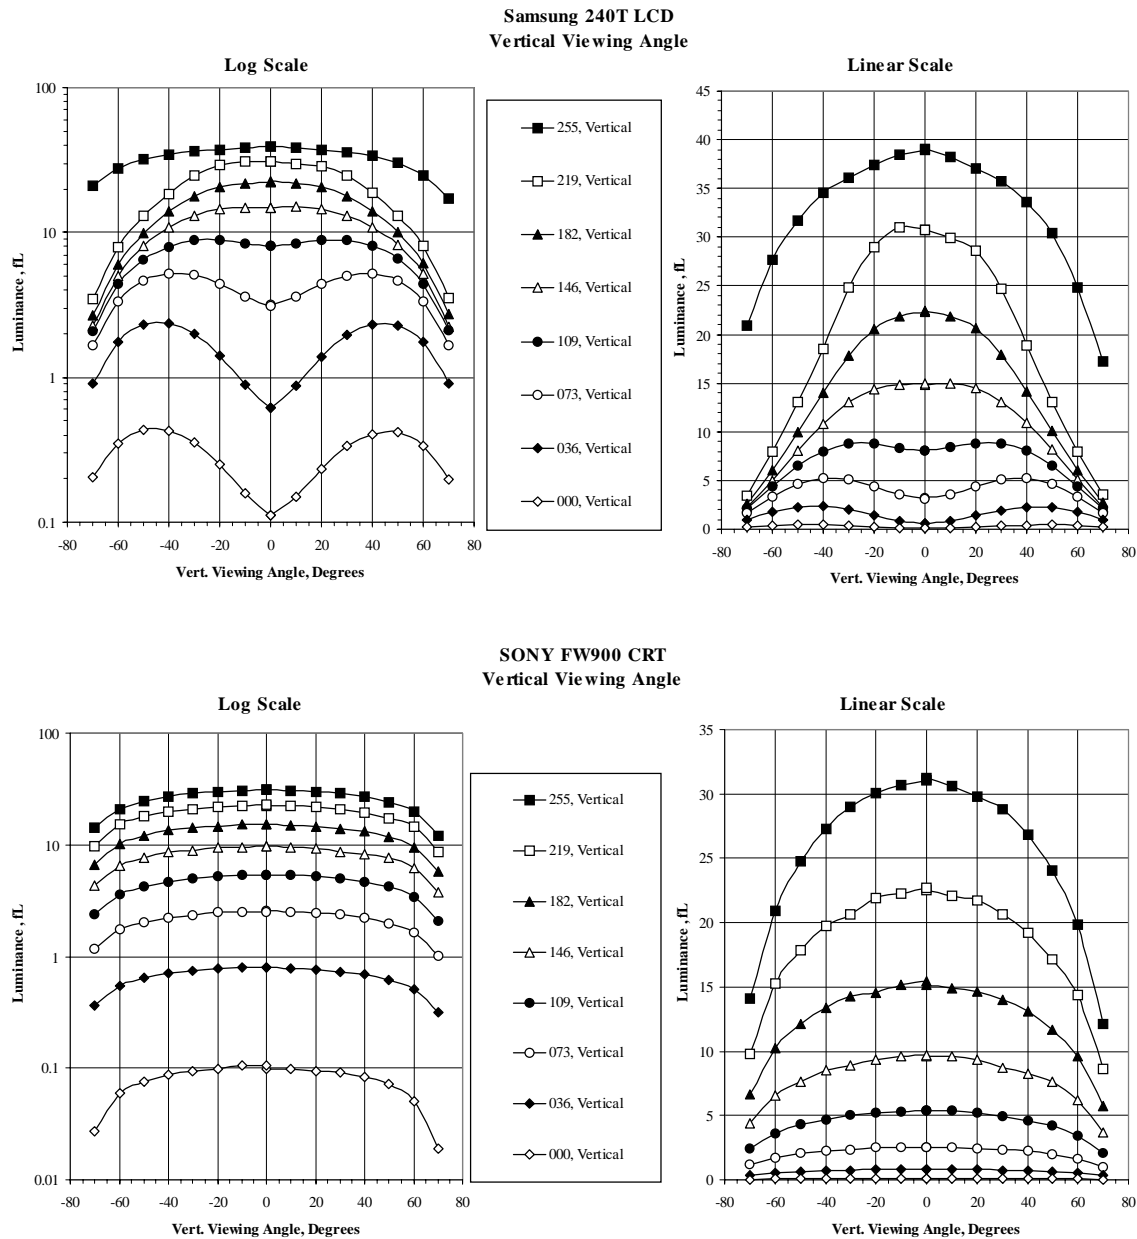 Samsung 240T LCD
Vertical Viewing Angle
Log Scale
Linear Scale
100
10
1
0.1
Luminance , fL
-80 -60 -40 -20 0 20 40 60 80
Vert. Viewing Angle, Degrees
255, Vertical
219, Vertical
182, Vertical
146, Vertical
109, Vertical
073, Vertical
036, Vertical
000, Vertical
45
40
35
30
25
20
15
10
5
0
Luminance , fL
-80 -60 -40 -20 0 20 40 60 80
Vert. Viewing Angle, Degrees
SONY FW900 CRT
Vertical Viewing Angle
Log Scale
Linear Scale
100
10
1
0.1
0.01
Luminance , fL
-80 -60 -40 -20 0 20 40 60 80
Vert. Viewing Angle, Degrees
255, Vertical
219, Vertical
182, Vertical
146, Vertical
109, Vertical
073, Vertical
036, Vertical
000, Vertical
35
30
25
20
15
10
5
0
Luminance , fL
-80 -60 -40 -20 0 20 40 60 80
Vert. Viewing Angle, Degrees